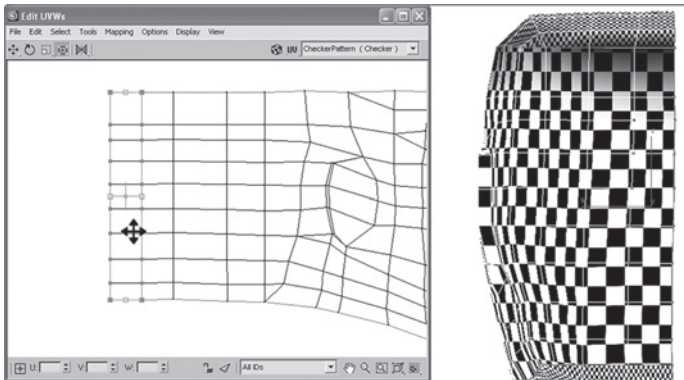 Edit UVWs
File Edit Select Tools Mapping Options Display View
UV CheckerPattern ( Checker )
U: V: W: All IDs